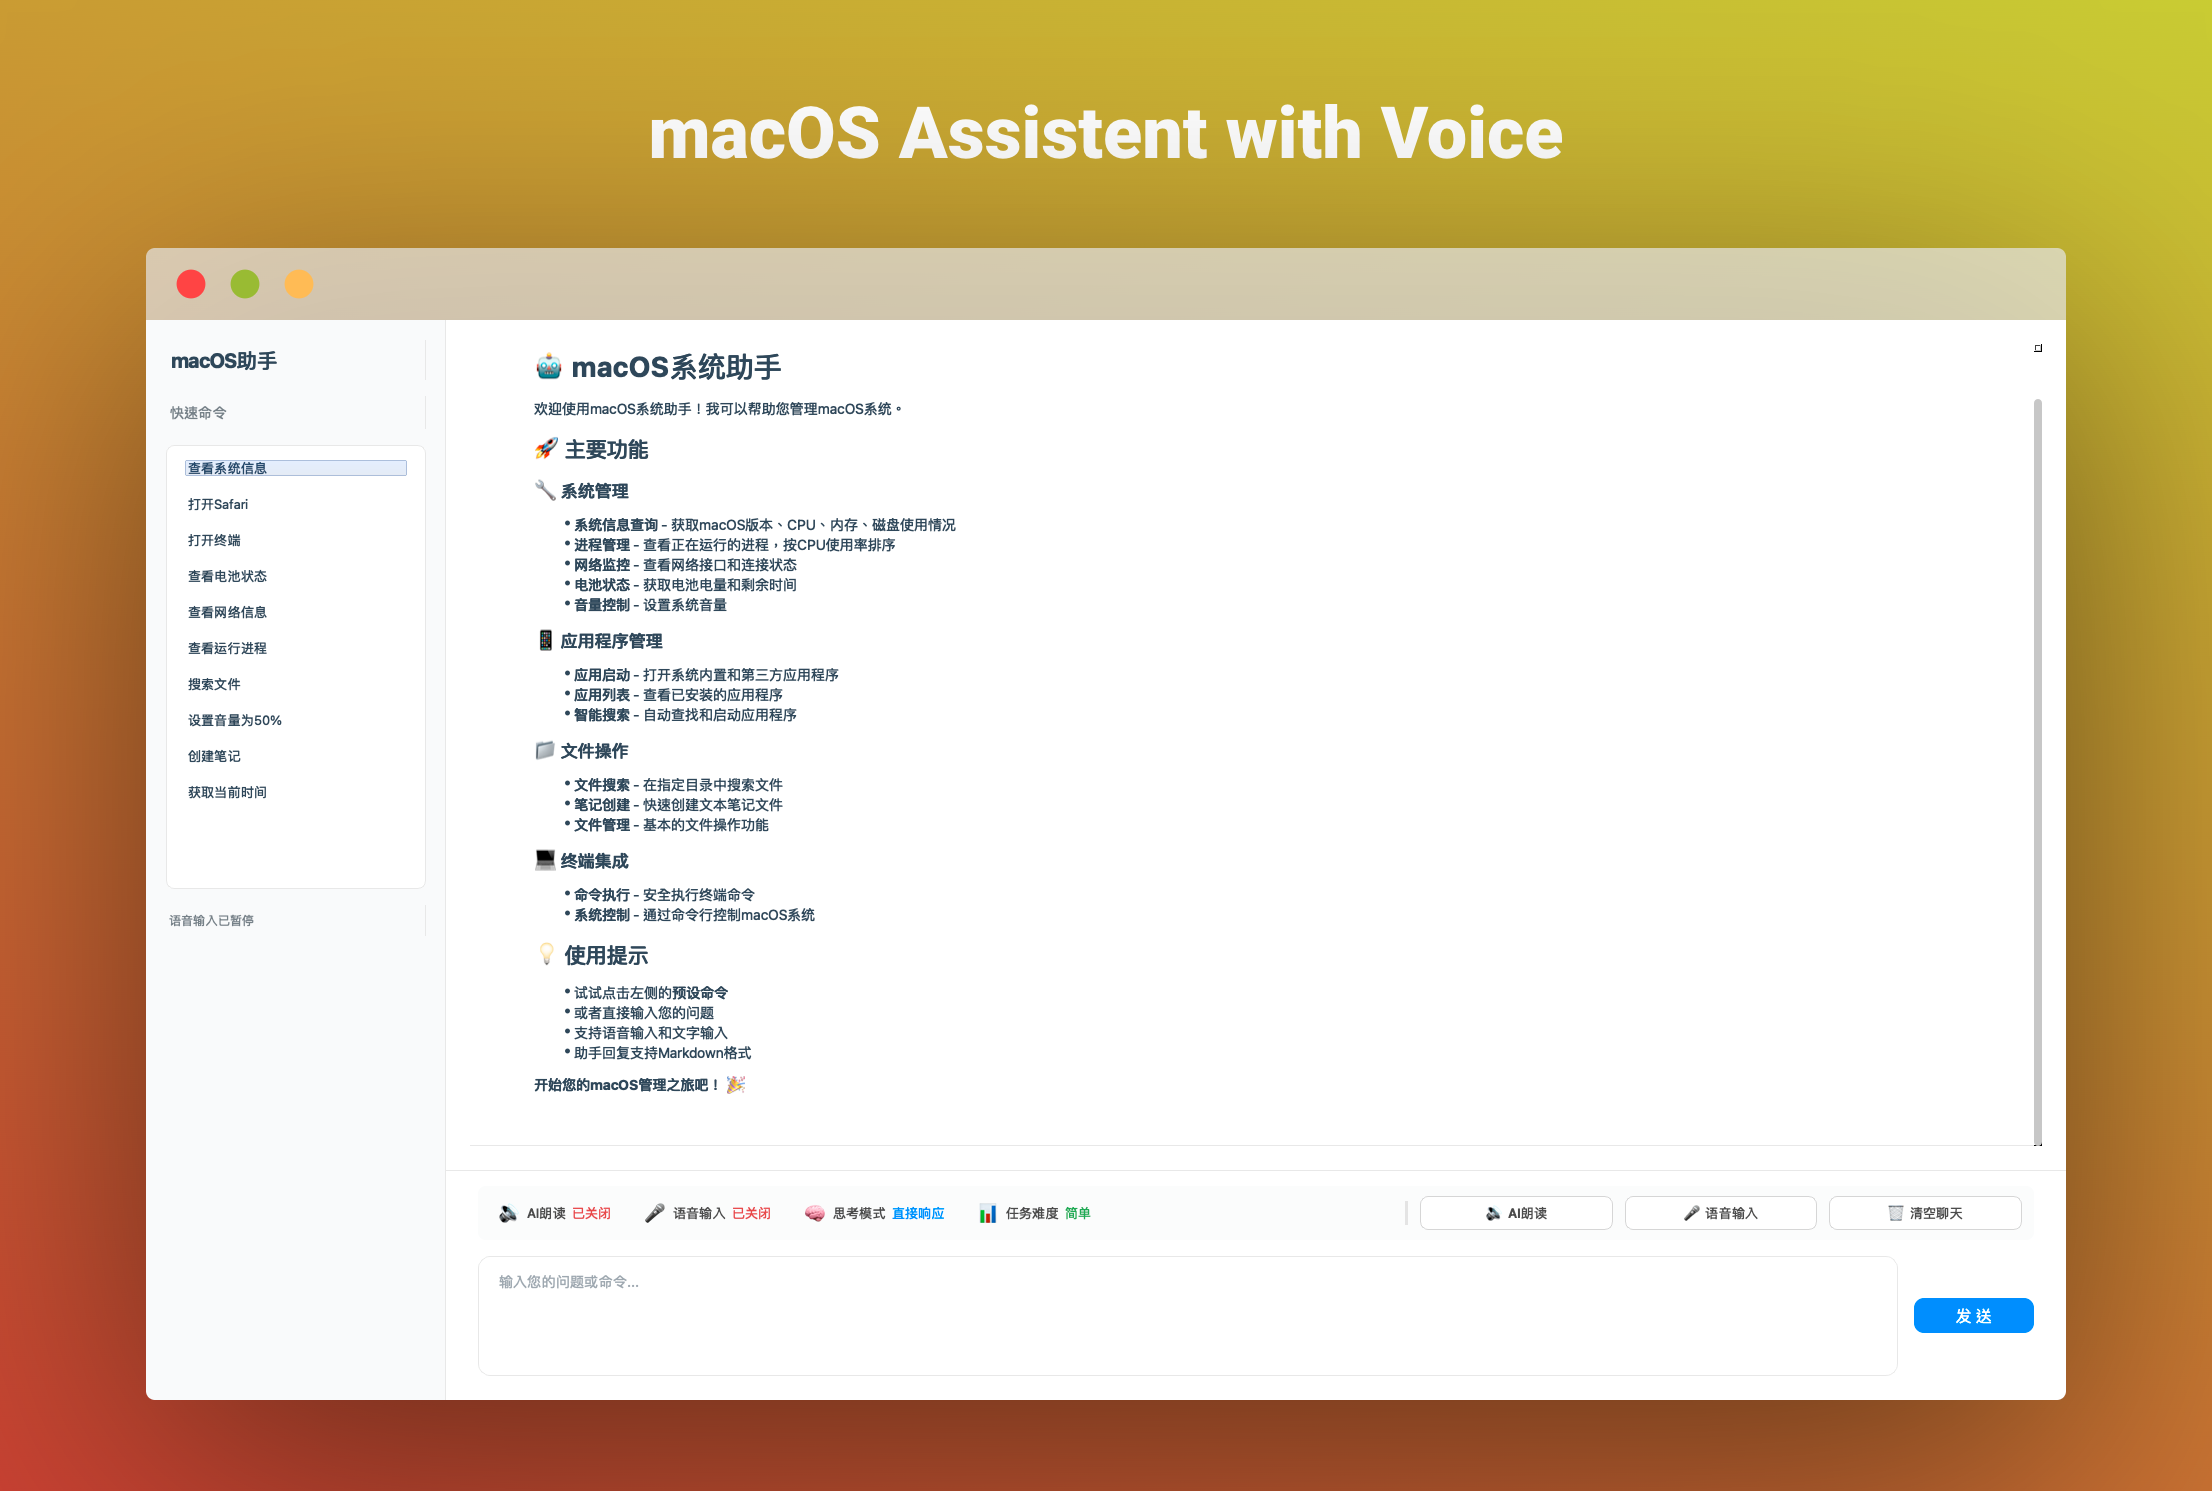 macOS Assistent with Voice
macOS助手
快速命令
查看系统信息
打开Safari
打开终端
查看电池状态
查看网络信息
查看运行进程
搜索文件
设置音量为50%
创建笔记
获取当前时间
语音输入已暂停
🤖 macOS系统助手
欢迎使用macOS系统助手！我可以帮助您管理macOS系统。
🚀 主要功能
🔧 系统管理
• 系统信息查询 - 获取macOS版本、CPU、内存、磁盘使用情况
• 进程管理 - 查看正在运行的进程，按CPU使用率排序
• 网络监控 - 查看网络接口和连接状态
• 电池状态 - 获取电池电量和剩余时间
• 音量控制 - 设置系统音量
📱 应用程序管理
• 应用启动 - 打开系统内置和第三方应用程序
• 应用列表 - 查看已安装的应用程序
• 智能搜索 - 自动查找和启动应用程序
📁 文件操作
• 文件搜索 - 在指定目录中搜索文件
• 笔记创建 - 快速创建文本笔记文件
• 文件管理 - 基本的文件操作功能
💻 终端集成
• 命令执行 - 安全执行终端命令
• 系统控制 - 通过命令行控制macOS系统
💡 使用提示
• 试试点击左侧的预设命令
• 或者直接输入您的问题
• 支持语音输入和文字输入
• 助手回复支持Markdown格式
开始您的macOS管理之旅吧！ 🎉
🔈 AI朗读 已关闭 🎤 语音输入 已关闭 🧠 思考模式 直接响应 📊 任务难度 简单 🔈 AI朗读 🎤 语音输入 🗑️ 清空聊天
输入您的问题或命令...
发 送